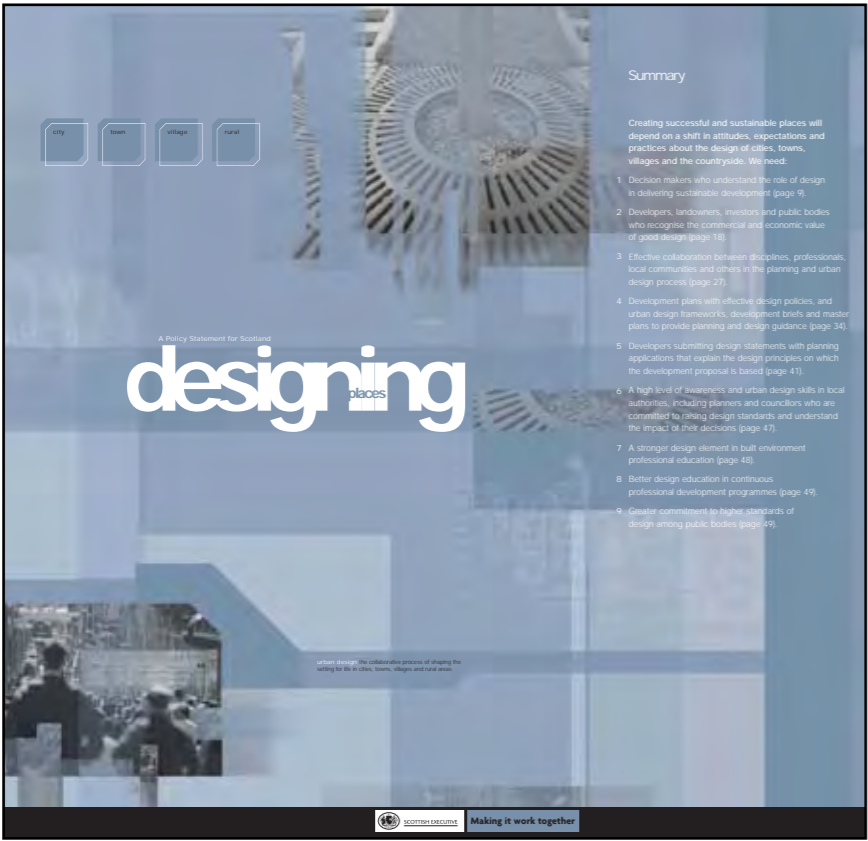 city
town
village
rural
A Policy Statement for Scotland
designing
places
urban design the collaborative process of shaping the
setting for life in cities, towns, villages and rural areas
Summary
Creating successful and sustainable places will
depend on a shift in attitudes, expectations and
practices about the design of cities, towns,
villages and the countryside. We need:
1 Decision makers who understand the role of design
in delivering sustainable development (page 9).
2 Developers, landowners, investors and public bodies
who recognise the commercial and economic value
of good design (page 18).
3 Effective collaboration between disciplines, professionals,
local communities and others in the planning and urban
design process (page 27).
4 Development plans with effective design policies, and
urban design frameworks, development briefs and master
plans to provide planning and design guidance (page 34).
5 Developers submitting design statements with planning
applications that explain the design principles on which
the development proposal is based (page 41).
6 A high level of awareness and urban design skills in local
authorities, including planners and councillors who are
committed to raising design standards and understand
the impact of their decisions (page 47).
7 A stronger design element in built environment
professional education (page 48).
8 Better design education in continuous
professional development programmes (page 49).
9 Greater commitment to higher standards of
design among public bodies (page 49).
SCOTTISH EXECUTIVE
Making it work together